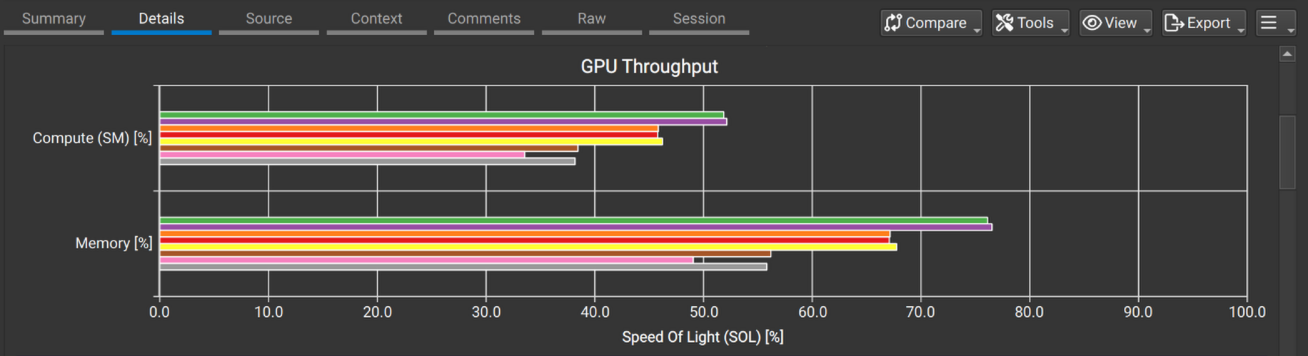 Summary Details Source Context Comments Raw Session Compare Tools View Export
GPU Throughput
Compute (SM) [%]
Memory [%]
0.0 10.0 20.0 30.0 40.0 50.0 60.0 70.0 80.0 90.0 100.0
Speed Of Light (SOL) [%]